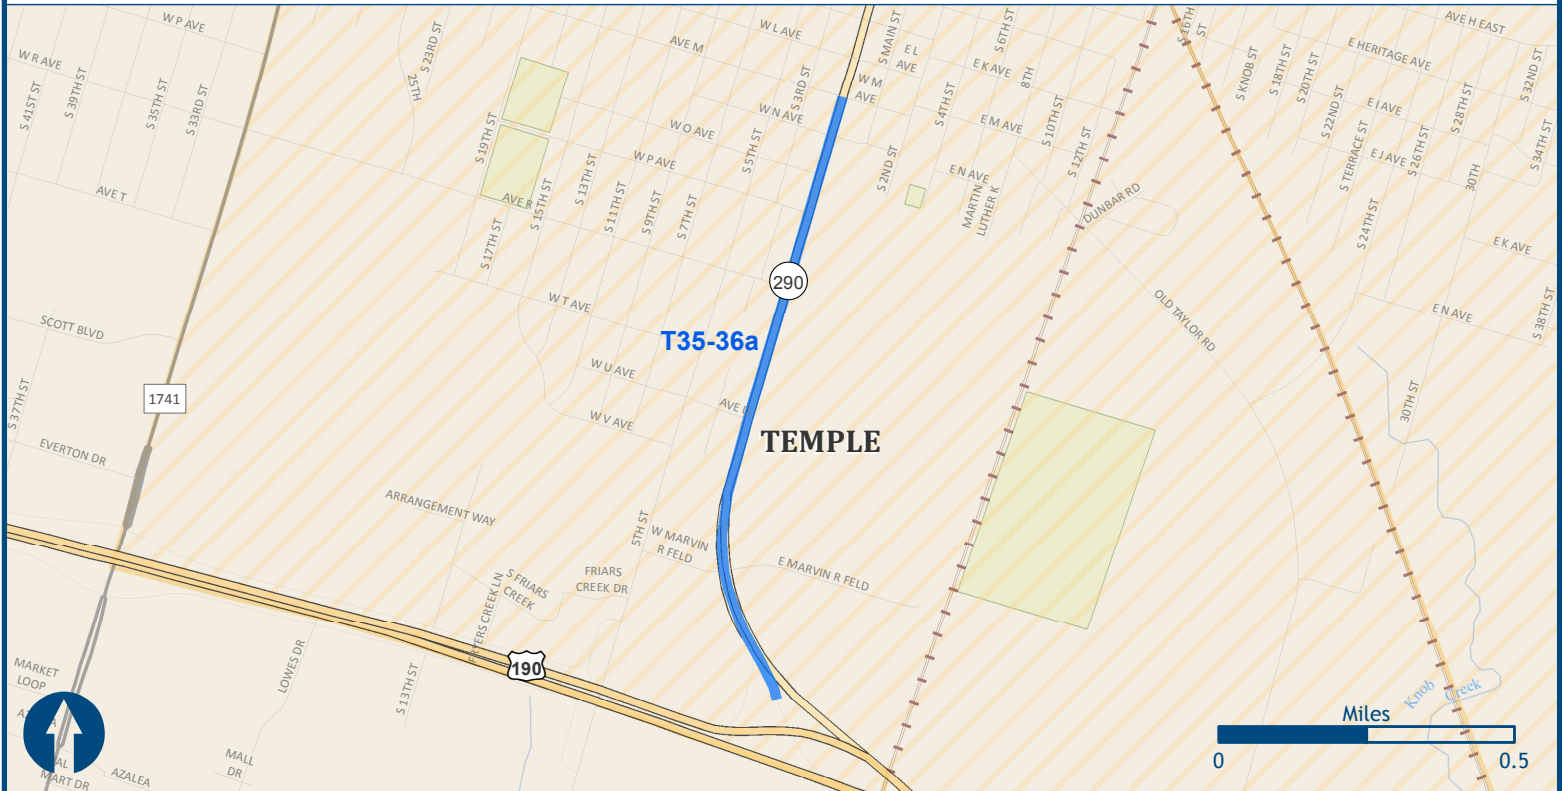 W P AVE
W L AVE
AVE M
S 23RD ST
W R AVE
S 41ST ST
S 39TH ST
S 35TH ST
S 33RD ST
25TH
S MAIN ST
E L
AVE
S 6TH ST
E K AVE
8TH
S 16TH
ST
AVE H EAST
E HERITAGE AVE
S 32ND ST
S KNOB ST
S 18TH ST
S 20TH ST
S 22ND ST
E I AVE
S 28TH ST
S 3RD ST
W M
AVE
W N AVE
S 4TH ST
E M AVE
S 10TH ST
S 12TH ST
S 19TH ST
W O AVE
W P AVE
S 5TH ST
S 2ND ST
E N AVE
MARTIN
LUTHER K
S TERRACE ST
E J AVE
S 26TH ST
30TH
S 34TH ST
AVE T
AVE R
S 15TH ST
S 13TH ST
S 11TH ST
S 9TH ST
S 7TH ST
S 17TH ST
DUNBAR RD
S 24TH ST
E K AVE
290
W T AVE
T35-36a
OLD TAYLOR RD
E N AVE
S 38TH ST
SCOTT BLVD
S 37TH ST
1741
W U AVE
W V AVE
AVE
TEMPLE
30TH ST
EVERTON DR
ARRANGEMENT WAY
5TH ST
W MARVIN
R FELD
E MARVIN R FELD
FRIARS
CREEK DR
S FRIARS
CREEK
FRYERS CREEK LN
190
LOWES DR
S 13TH ST
MARKET
LOOP
MALL
DR
AZALEA
MART DR
Knob Creek
Miles
0 0.5